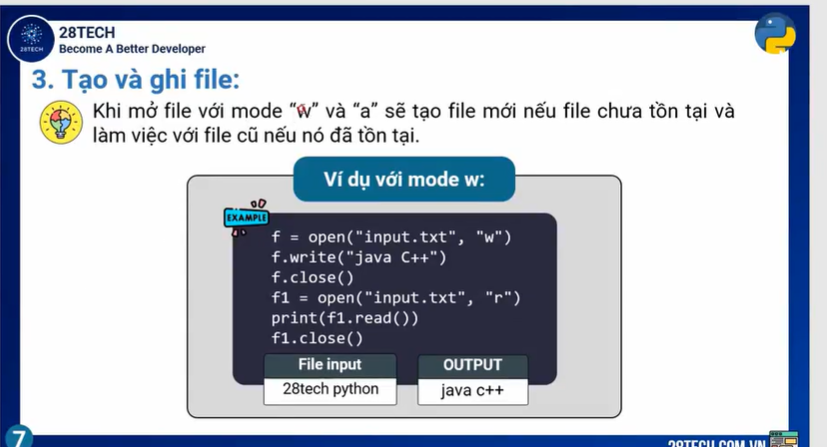 28TECH
Become A Better Developer
28TECH
3. Tạo và ghi file:
Khi mở file với mode “w” và “a” sẽ tạo file mới nếu file chưa tồn tại và
làm việc với file cũ nếu nó đã tồn tại.
Ví dụ với mode w:
EXAMPLE
f = open("input.txt", "w")
f.write("java C++")
f.close()
f1 = open("input.txt", "r")
print(f1.read())
f1.close()
File input
OUTPUT
28tech python
java c++
7
28TECH.COM.VN